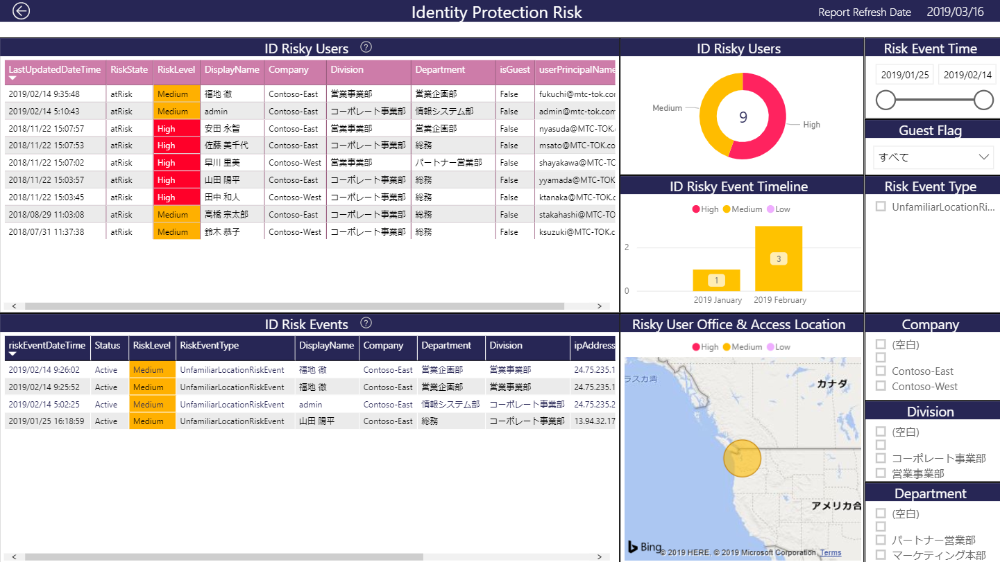 Identity Protection Risk
Report Refresh Date 2019/03/16
ID Risky Users ?
LastUpdatedDateTime RiskState RiskLevel DisplayName Company Division Department isGuest userPrincipalName
2019/02/14 9:35:48 atRisk Medium 福地 徹 Contoso-East 営業事業部 営業企画部 False fukuchi@mtc-tok.con
2019/02/14 5:10:43 atRisk Medium admin Contoso-East コーポレート事業部 情報システム部 False admin@mtc-tok.com
2018/11/22 15:07:57 atRisk High 安田 永智 Contoso-East 営業事業部 営業企画部 False nyasuda@MTC-TOK.
2018/11/22 15:07:53 atRisk High 佐藤 美千代 Contoso-East コーポレート事業部 総務 False msato@MTC-TOK.co
2018/11/22 15:07:02 atRisk High 早川 里美 Contoso-West 営業事業部 パートナー営業部 False shayakawa@MTC-TC
2018/11/22 15:03:57 atRisk High 山田 陽平 Contoso-East コーポレート事業部 総務 False yyamada@MTC-TOK
2018/11/22 15:03:45 atRisk High 田中 和人 Contoso-West コーポレート事業部 総務 False ktanaka@MTC-TOK.c
2018/08/29 11:03:08 atRisk Medium 高橋 宗太郎 Contoso-East コーポレート事業部 総務 False stakahashi@MTC-TO
2018/07/31 11:37:38 atRisk Medium 鈴木 恭子 Contoso-West コーポレート事業部 総務 False ksuzuki@MTC-TOK.
ID Risky Users
Medium
9
High
Risk Event Time
2019/01/25 2019/02/14
Guest Flag
すべて
ID Risky Event Timeline
High Medium Low
2
0
1
3
2019 January 2019 February
Risk Event Type
UnfamiliarLocationRi...
ID Risk Events ?
riskEventDateTime Status RiskLevel RiskEventType DisplayName Company Department Division ipAddress
2019/02/14 9:26:02 Active Medium UnfamiliarLocationRiskEvent 福地 徹 Contoso-East 営業企画部 営業事業部 24.75.235.1
2019/02/14 9:25:52 Active Medium UnfamiliarLocationRiskEvent 福地 徹 Contoso-East 営業企画部 営業事業部 24.75.235.1
2019/02/14 5:02:25 Active Medium UnfamiliarLocationRiskEvent admin Contoso-East 情報システム部 コーポレート事業部 24.75.235.2
2019/01/25 16:18:59 Active Medium UnfamiliarLocationRiskEvent 山田 陽平 Contoso-East 総務 コーポレート事業部 13.94.32.17
Risky User Office & Access Location
High Medium Low
ラスカ湾
カナダ
アメリカ合
Bing
© 2019 HERE, © 2019 Microsoft Corporation Terms
Company
(空白)
Contoso-East
Contoso-West
Division
(空白)
コーポレート事業部
営業事業部
Department
(空白)
パートナー営業部
マーケティング本部